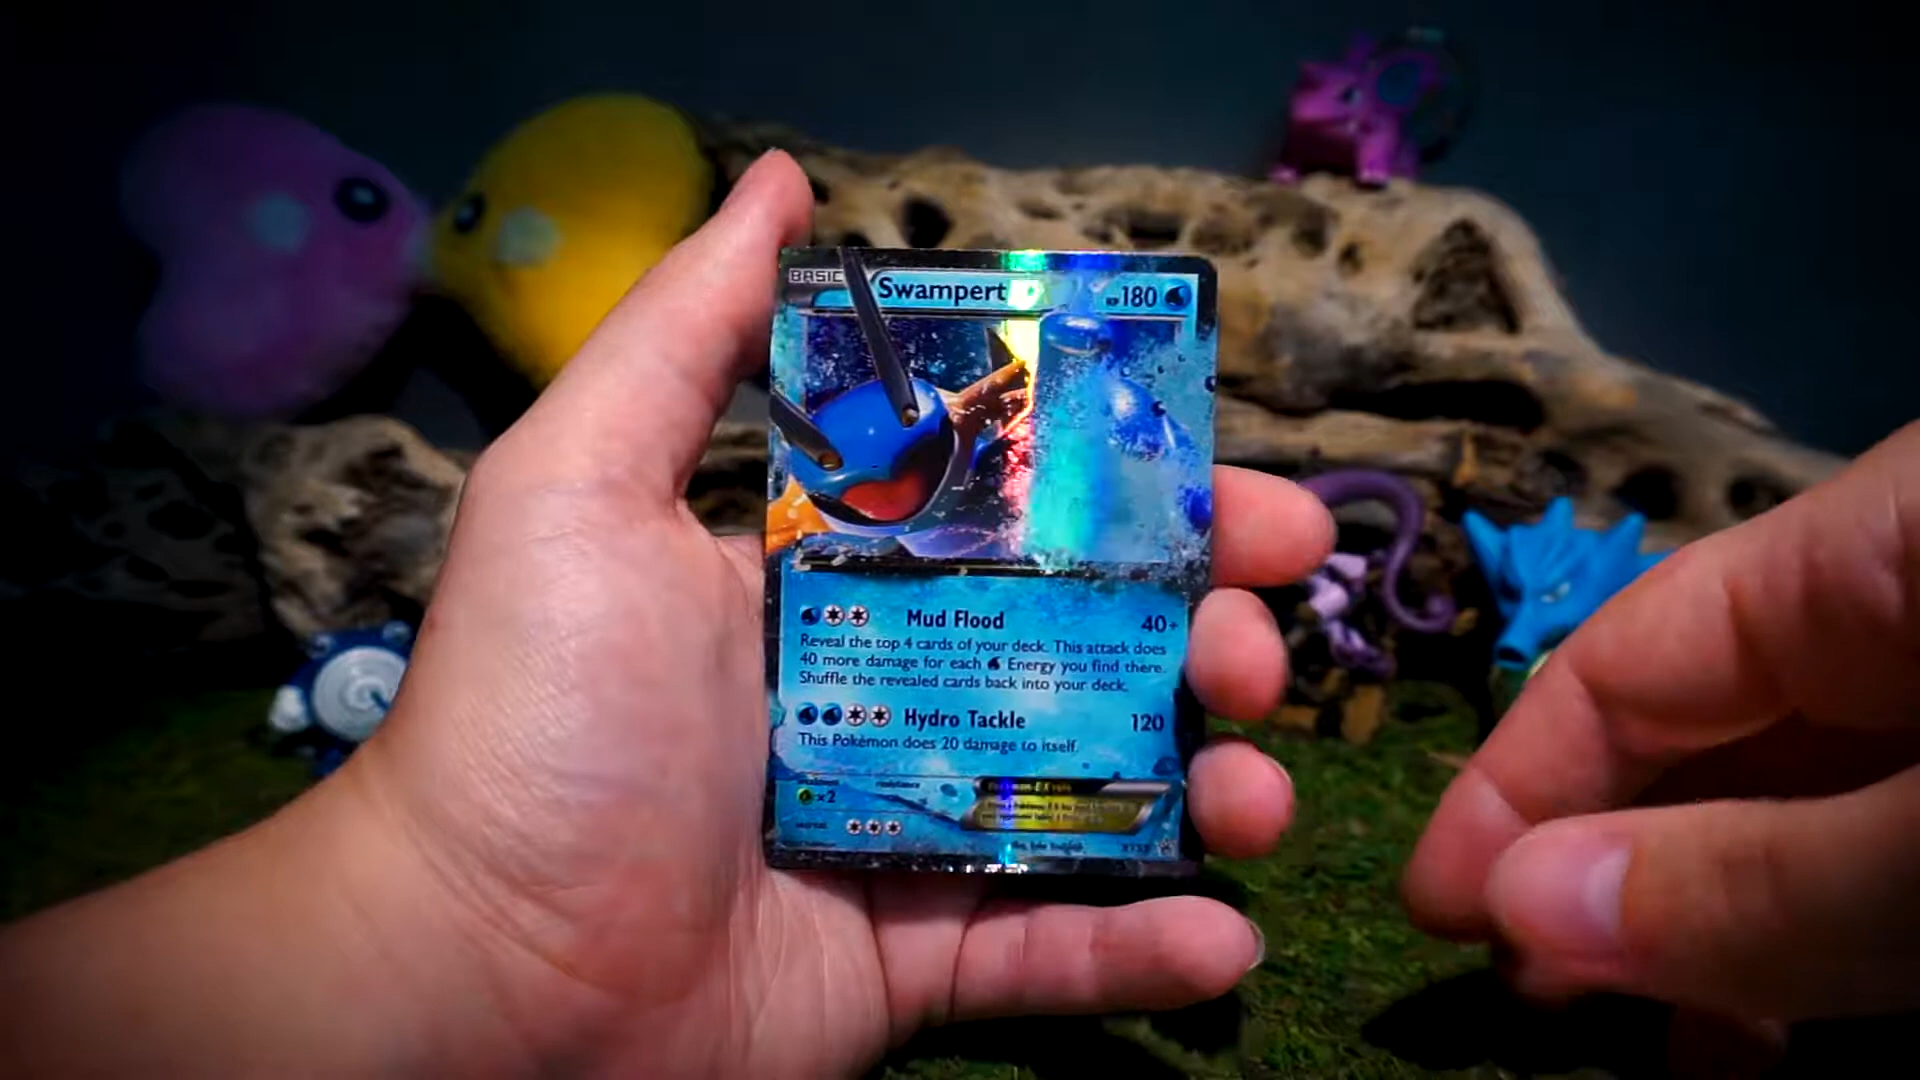 BASIC
Swampert
HP 180
Mud Flood 40+
Reveal the top 4 cards of your deck. This attack does
40 more damage for each Energy you find there.
Shuffle the revealed cards back into your deck.
Hydro Tackle 120
This Pokémon does 20 damage to itself.
weakness resistance
×2